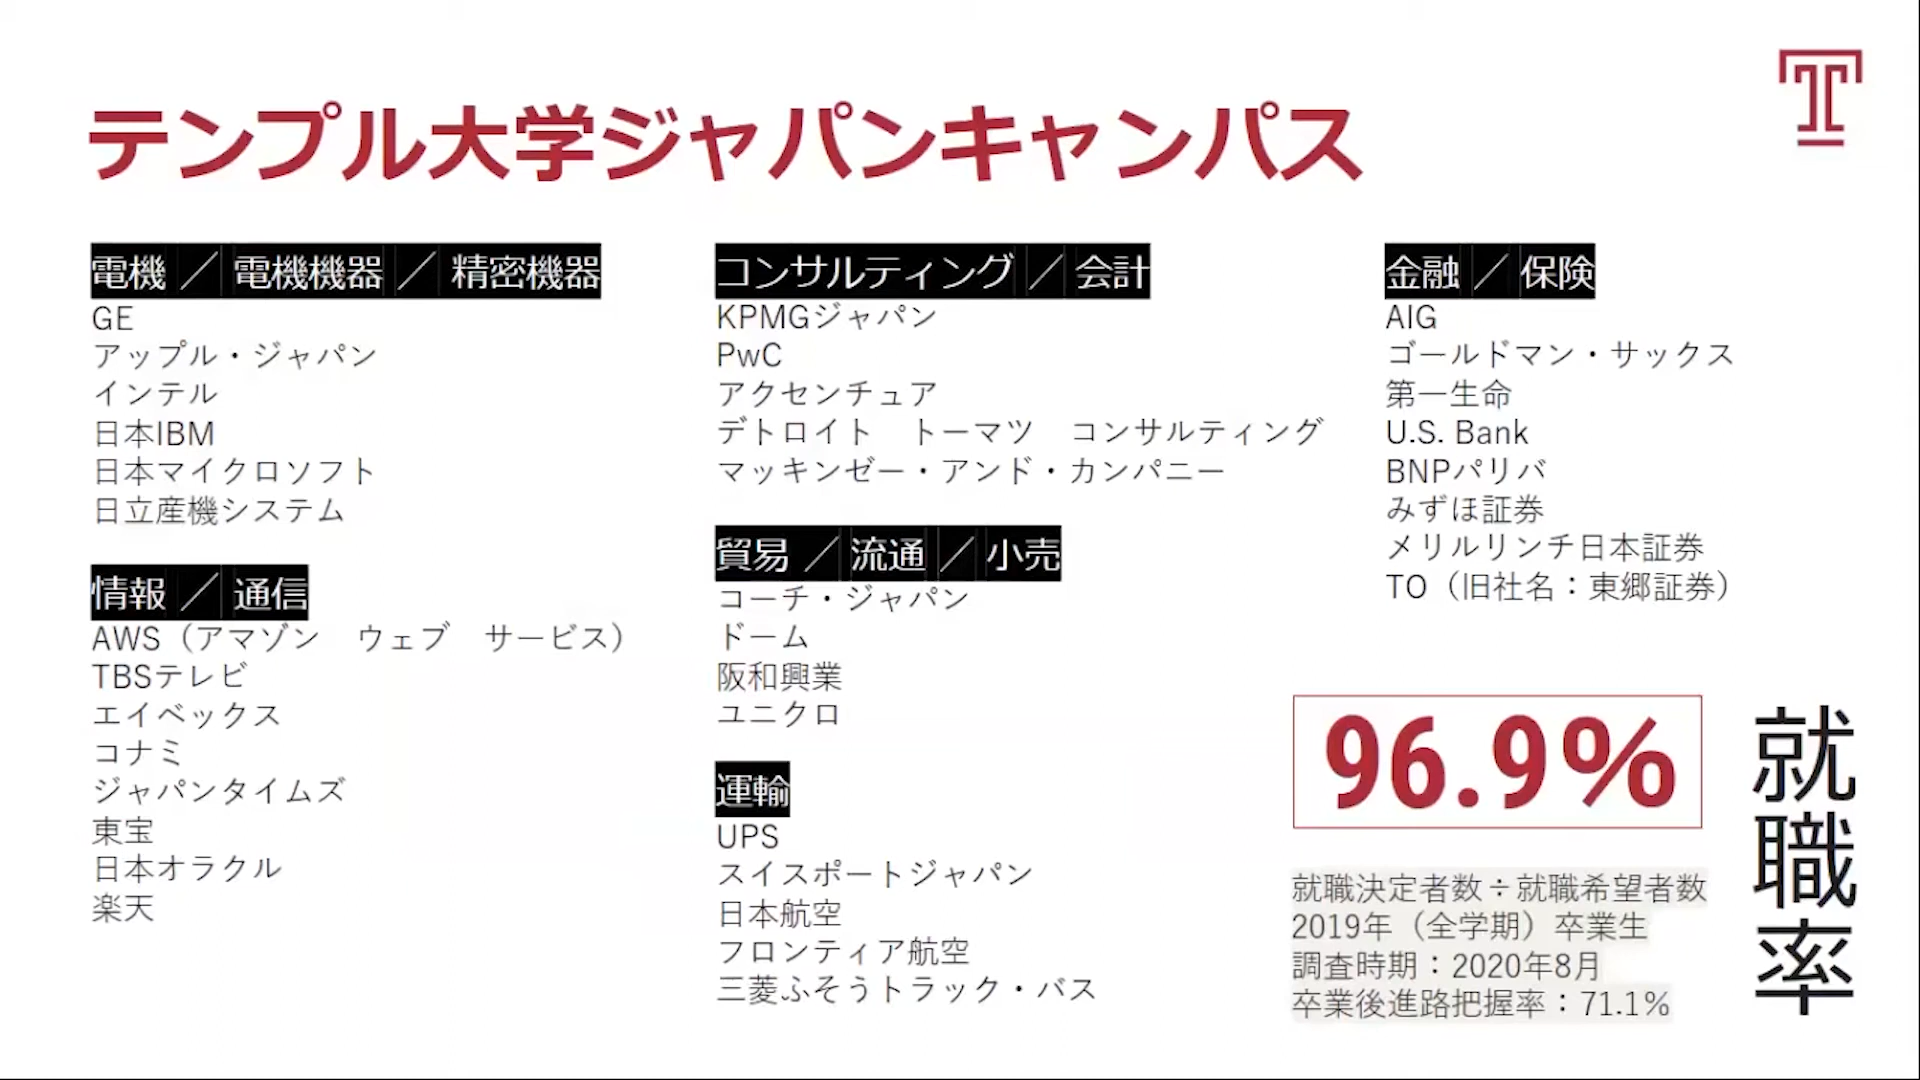 テンプル大学ジャパンキャンパス
電機 ／ 電機機器 ／ 精密機器
GE
アップル・ジャパン
インテル
日本IBM
日本マイクロソフト
日立産機システム
情報 ／ 通信
AWS（アマゾン　ウェブ　サービス）
TBSテレビ
エイベックス
コナミ
ジャパンタイムズ
東宝
日本オラクル
楽天
コンサルティング ／ 会計
KPMGジャパン
PwC
アクセンチュア
デトロイト　トーマツ　コンサルティング
マッキンゼー・アンド・カンパニー
貿易 ／ 流通 ／ 小売
コーチ・ジャパン
ドーム
阪和興業
ユニクロ
運輸
UPS
スイスポートジャパン
日本航空
フロンティア航空
三菱ふそうトラック・バス
金融 ／ 保険
AIG
ゴールドマン・サックス
第一生命
U.S. Bank
BNPパリバ
みずほ証券
メリルリンチ日本証券
TO（旧社名：東郷証券）
96.9%
就職率
就職決定者数÷就職希望者数
2019年（全学期）卒業生
調査時期：2020年8月
卒業後進路把握率：71.1%